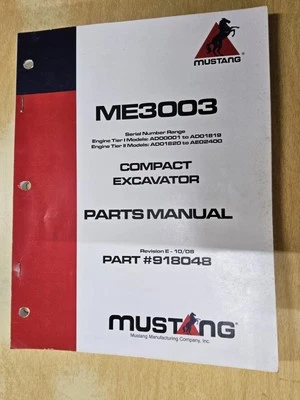 MUSTANG
ME3003
Serial Number Range
Engine Tier I Models: AD00001 to AD01819
Engine Tier II Models: AD01820 to AE02400
COMPACT
EXCAVATOR
PARTS MANUAL
Revision E - 10/08
PART #918048
MUSTANG
Mustang Manufacturing Company, Inc.